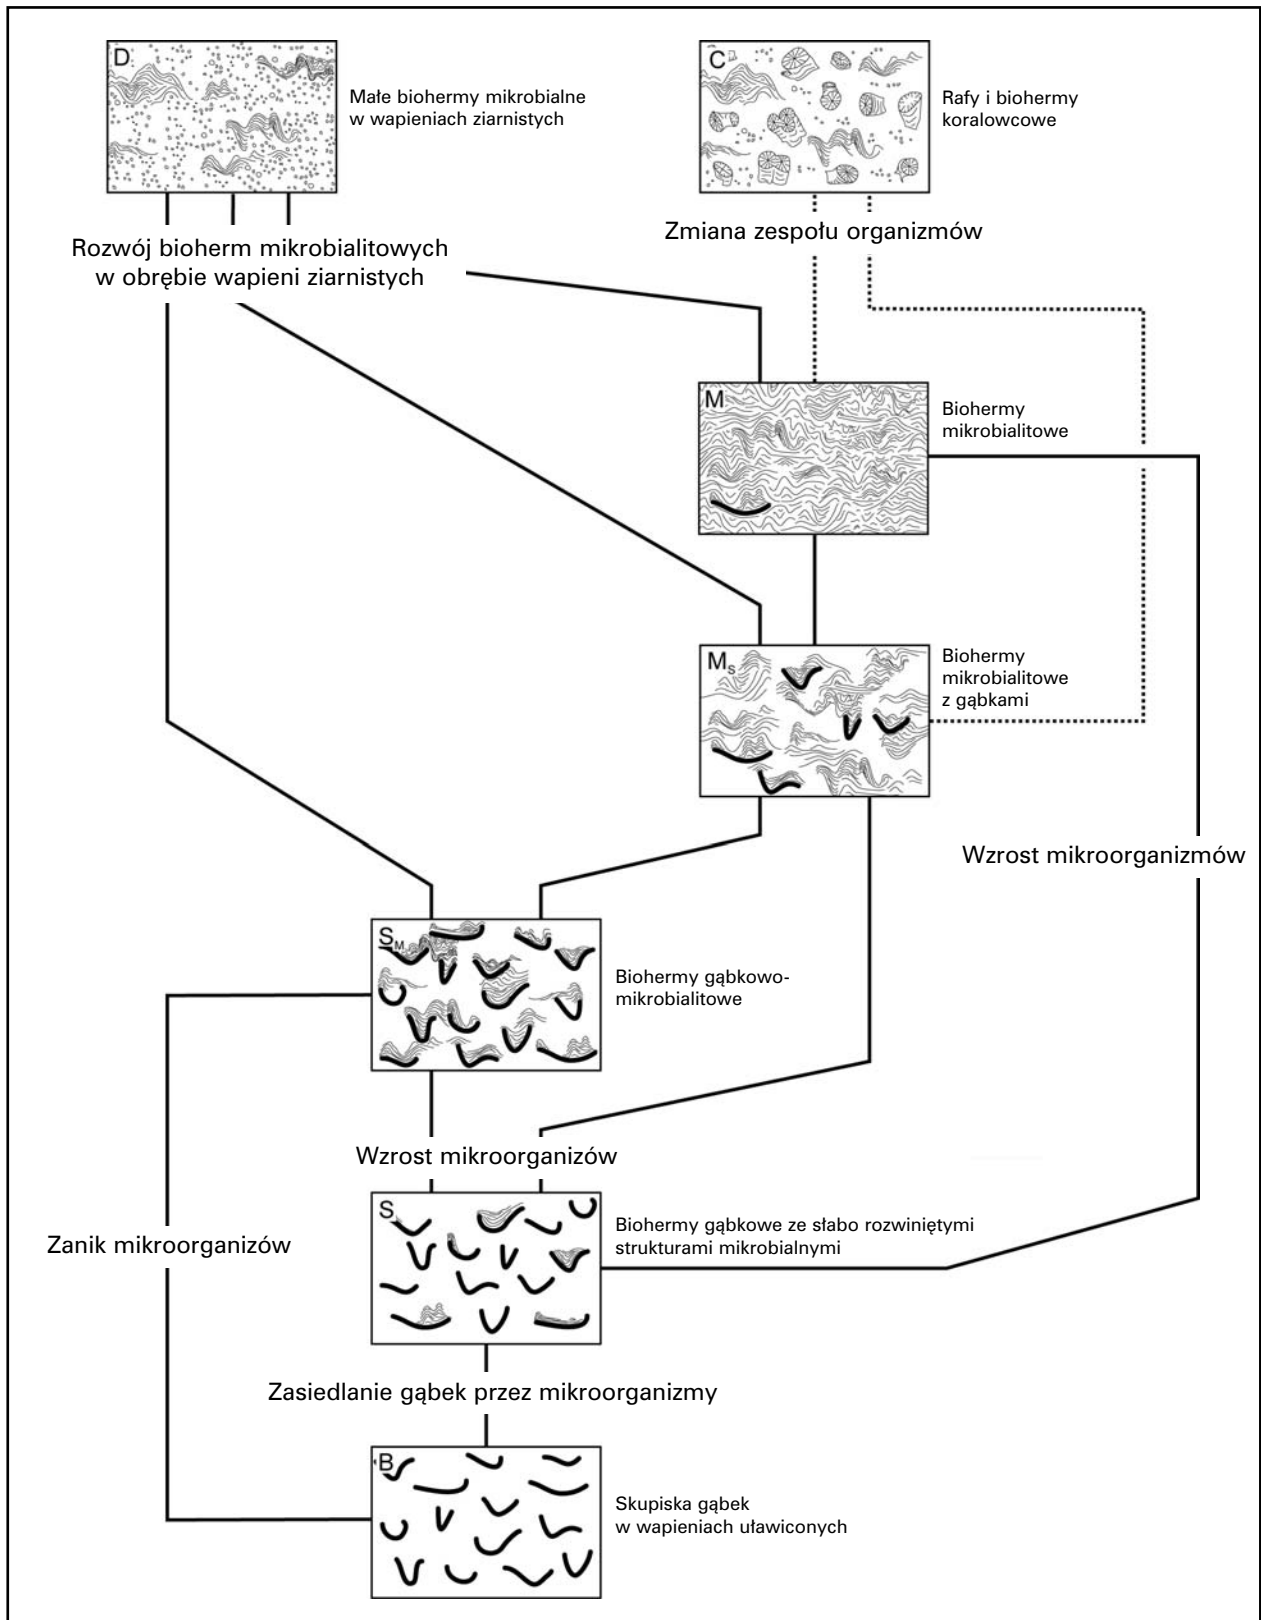 D
Małe biohermy mikrobialne
w wapieniach ziarnistych
C
Rafy i biohermy
koralowcowe
Rozwój bioherm mikrobialitowych
w obrębie wapieni ziarnistych
Zmiana zespołu organizmów
M
Biohermy
mikrobialitowe
Ms
Biohermy
mikrobialitowe
z gąbkami
Wzrost mikroorganizmów
SM
Biohermy gąbkowo-
mikrobialitowe
Wzrost mikroorganizów
S
Biohermy gąbkowe ze słabo rozwiniętymi
strukturami mikrobialnymi
Zanik mikroorganizów
Zasiedlanie gąbek przez mikroorganizmy
B
Skupiska gąbek
w wapieniach uławiconych